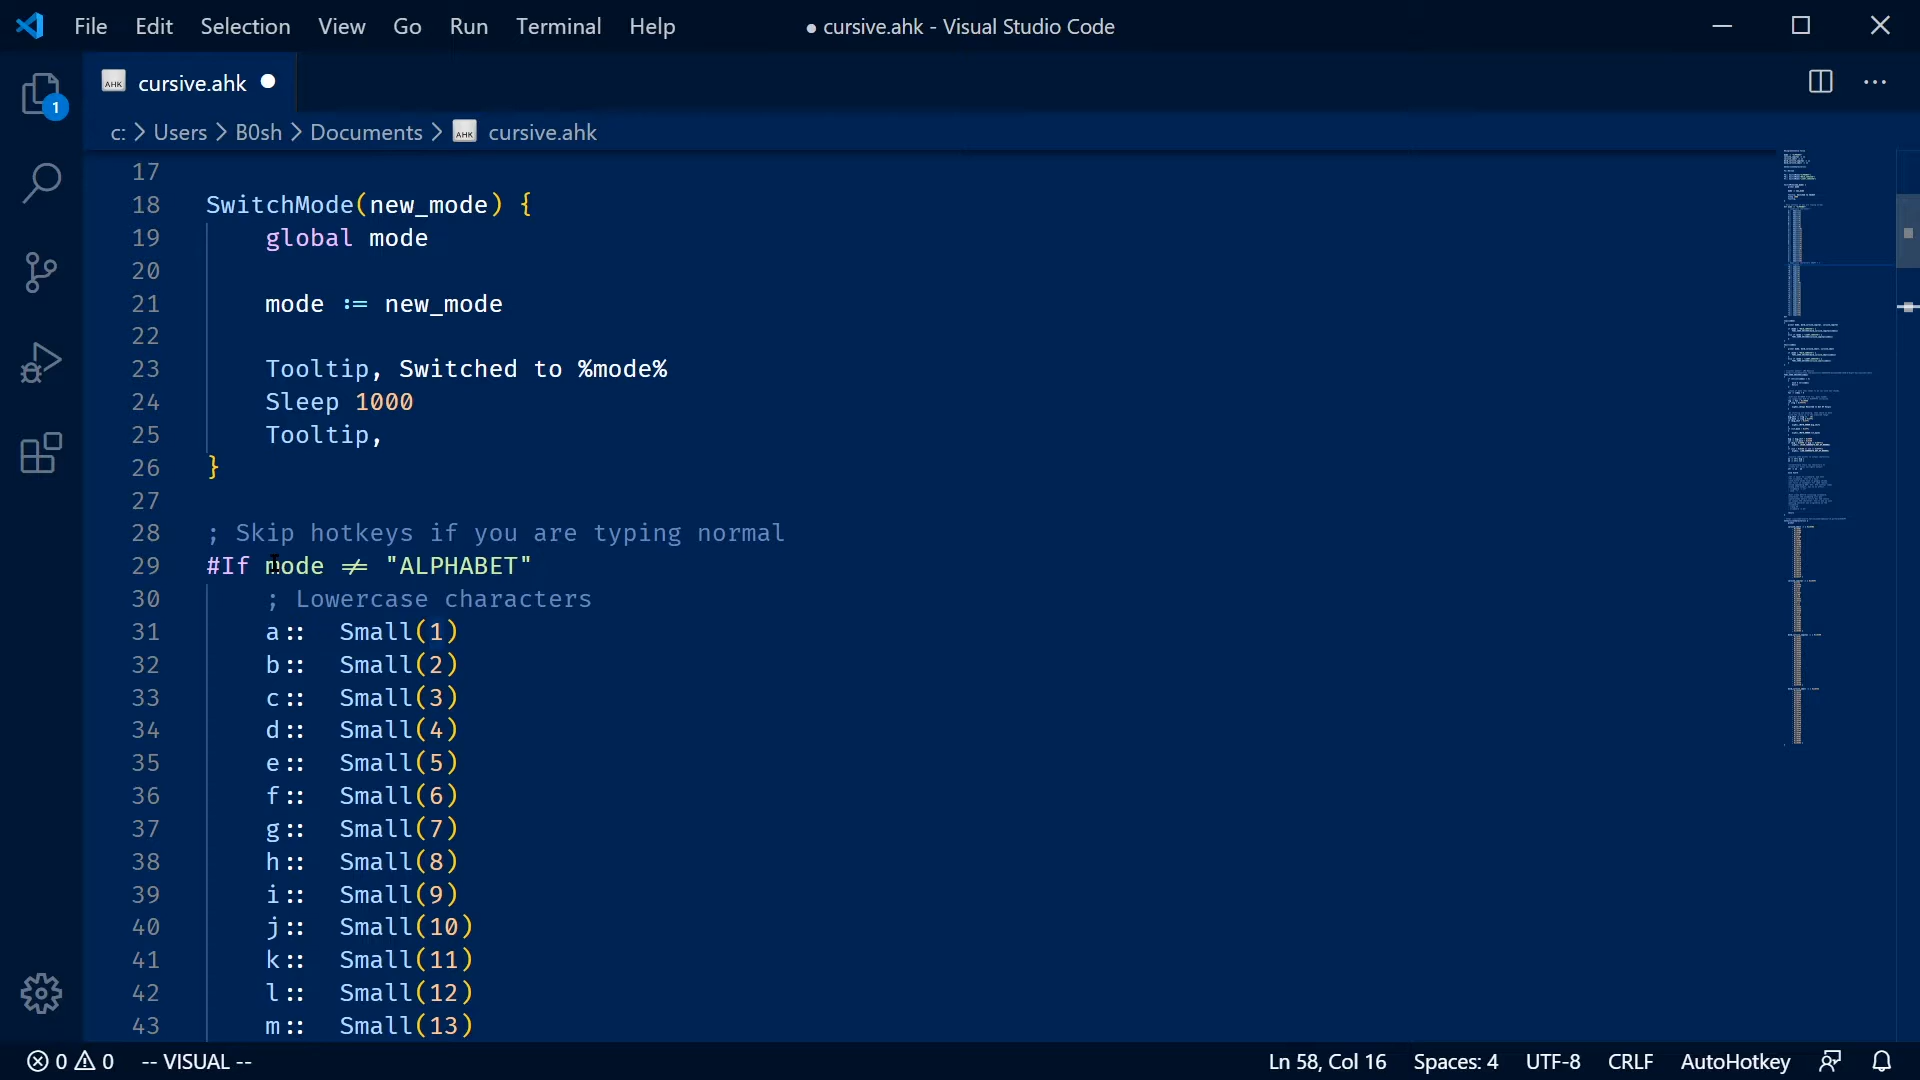 File Edit Selection View Go Run Terminal Help ● cursive.ahk - Visual Studio Code
AHK cursive.ahk ●
1
c: > Users > B0sh > Documents > AHK cursive.ahk
17
18 SwitchMode(new_mode) {
19 global mode
20
21 mode := new_mode
22
23 Tooltip, Switched to %mode%
24 Sleep 1000
25 Tooltip,
26 }
27
28 ; Skip hotkeys if you are typing normal
29 #If mode != "ALPHABET"
30 ; Lowercase characters
31 a:: Small(1)
32 b:: Small(2)
33 c:: Small(3)
34 d:: Small(4)
35 e:: Small(5)
36 f:: Small(6)
37 g:: Small(7)
38 h:: Small(8)
39 i:: Small(9)
40 j:: Small(10)
41 k:: Small(11)
42 l:: Small(12)
43 m:: Small(13)
0 0 -- VISUAL -- Ln 58, Col 16 Spaces: 4 UTF-8 CRLF AutoHotkey